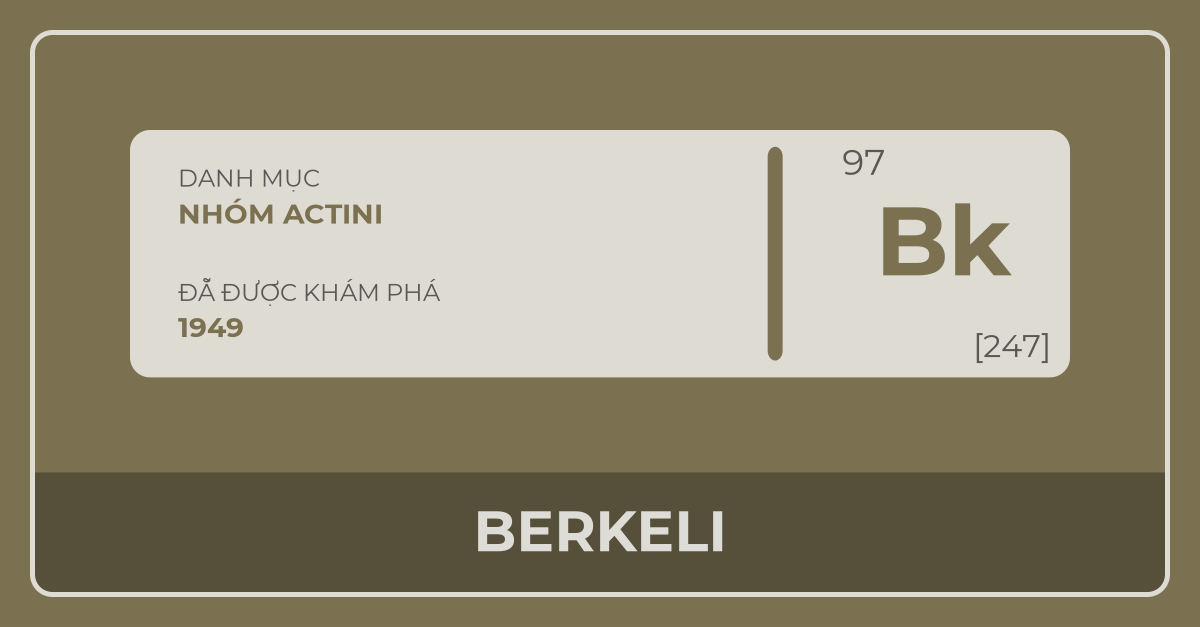 DANH MỤC
NHÓM ACTINI
ĐÃ ĐƯỢC KHÁM PHÁ
1949
97
Bk
[247]
BERKELI